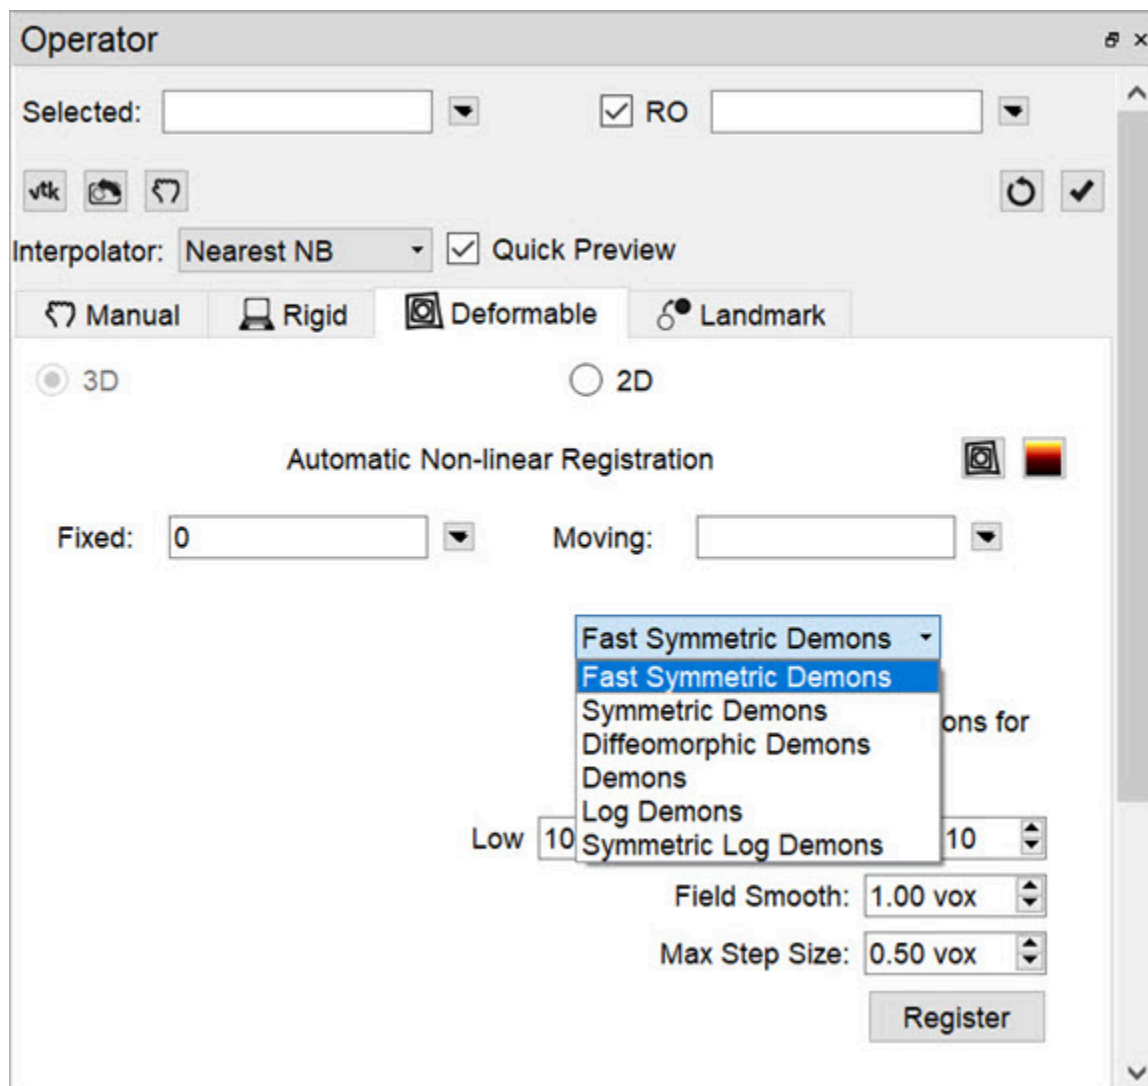 Operator
Selected: RO
vtk
Interpolator: Nearest NB Quick Preview
Manual Rigid Deformable Landmark
3D 2D
Automatic Non-linear Registration
Fixed: 0 Moving:
Fast Symmetric Demons
Fast Symmetric Demons
Symmetric Demons
ons for
Diffeomorphic Demons
Demons
Log Demons
Low 10 Symmetric Log Demons 10
Field Smooth: 1.00 vox
Max Step Size: 0.50 vox
Register